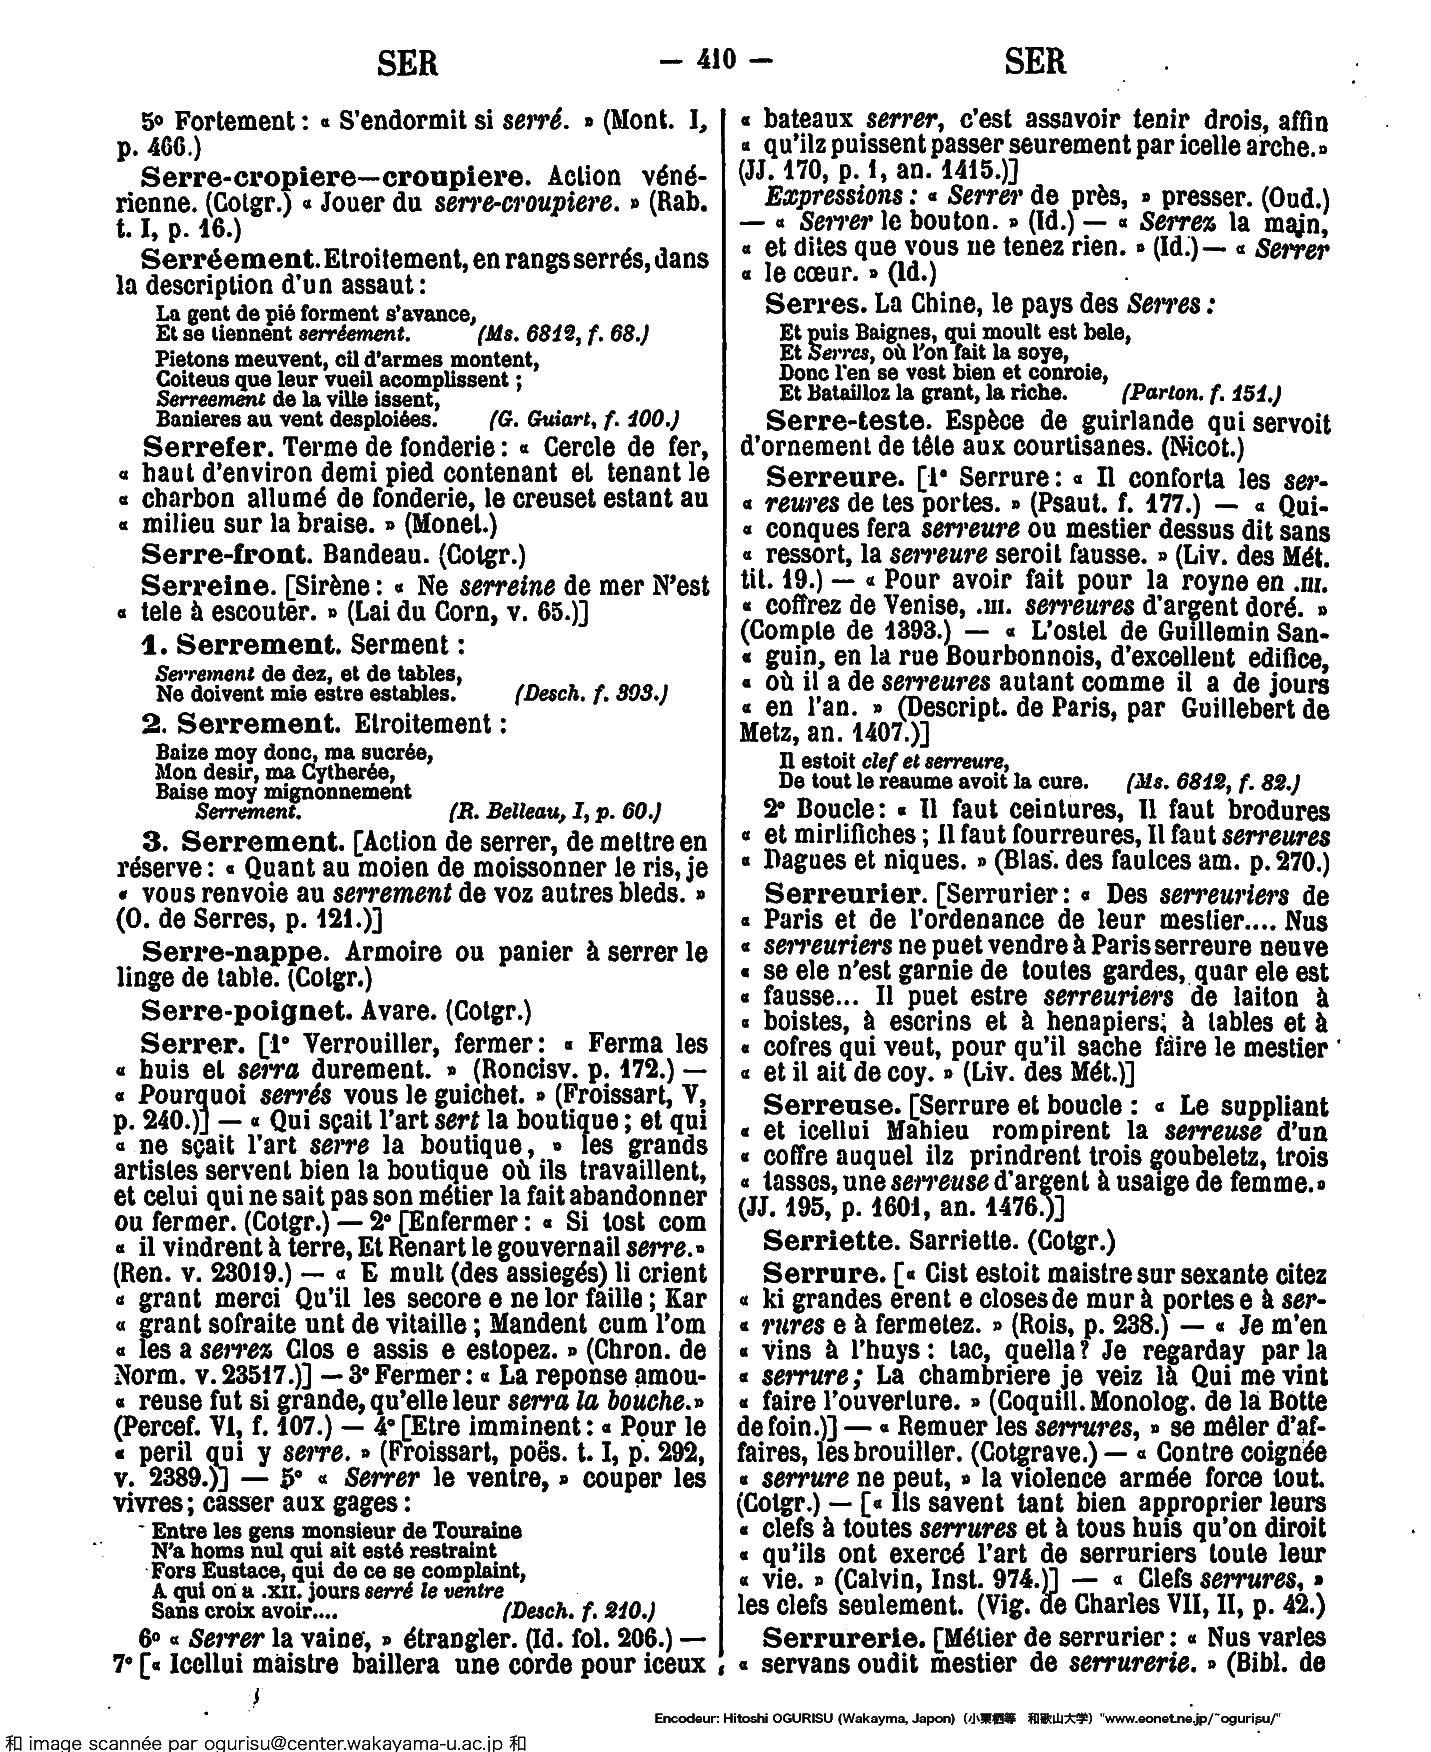 SER — 410 — SER
5º Fortement : « S'endormit si serré. » (Mont. I,
p. 466.)
Serre-cropiere—croupiere. Action véné-
rienne. (Cotgr.) « Jouer du serre-croupiere. » (Rab.
t. I, p. 16.)
Serréement. Etroitement, en rangs serrés, dans
la description d'un assaut :
La gent de pié forment s'avance,
Et se tiennent serréement. (Ms. 6812, f. 68.)
Pietons meuvent, cil d'armes montent,
Coiteus que leur vueil acomplissent ;
Serreement de la ville issent,
Banieres au vent desploiées. (G. Guiart, f. 100.)
Serrefer. Terme de fonderie : « Cercle de fer,
« haut d'environ demi pied contenant et tenant le
« charbon allumé de fonderie, le creuset estant au
« milieu sur la braise. » (Monet.)
Serre-front. Bandeau. (Cotgr.)
Serreine. [Sirène : « Ne serreine de mer N'est
« tele à escouter. » (Lai du Corn, v. 65.)]
1. Serrement. Serment :
Serrement de dez, et de tables,
Ne doivent mie estre estables. (Desch. f. 393.)
2. Serrement. Etroitement :
Baize moy donc, ma sucrée,
Mon desir, ma Cytherée,
Baise moy mignonnement
Serrement. (R. Belleau, I, p. 60.)
3. Serrement. [Action de serrer, de mettre en
réserve : « Quant au moien de moissonner le ris, je
« vous renvoie au serrement de voz autres bleds. »
(O. de Serres, p. 121.)]
Serre-nappe. Armoire ou panier à serrer le
linge de table. (Cotgr.)
Serre-poignet. Avare. (Cotgr.)
Serrer. [1º Verrouiller, fermer : « Ferma les
« huis et serra durement. » (Roncisv. p. 172.) —
« Pourquoi serrés vous le guichet. » (Froissart, V,
p. 240.)] — « Qui sçait l'art sert la boutique ; et qui
« ne sçait l'art serre la boutique, » les grands
artistes servent bien la boutique où ils travaillent,
et celui qui ne sait pas son métier la fait abandonner
ou fermer. (Cotgr.) — 2º [Enfermer : « Si tost com
« il vindrent à terre, Et Renart le gouvernail serre. »
(Ren. v. 23019.) — « E mult (des assiegés) li crient
« grant merci Qu'il les secore e ne lor faille ; Kar
« grant sofraite unt de vitaille ; Mandent cum l'om
« les a serrez Clos e assis e estopez. » (Chron. de
Norm. v. 23517.)] — 3º Fermer : « La reponse amou-
« reuse fut si grande, qu'elle leur serra la bouche. »
(Percef. VI, f. 107.) — 4º [Etre imminent : « Pour le
« peril qui y serre. » (Froissart, poës. t. I, p. 292,
v. 2389.)] — 5º « Serrer le ventre, » couper les
vivres ; casser aux gages :
Entre les gens monsieur de Touraine
N'a homs nul qui ait esté restraint
Fors Eustace, qui de ce se complaint,
A qui on a .XII. jours serré le ventre
Sans croix avoir.... (Desch. f. 210.)
6º « Serrer la vaine, » étrangler. (Id. fol. 206.) —
7º [« Icellui maistre baillera une corde pour iceux
« bateaux serrer, c'est assavoir tenir drois, affin
« qu'ilz puissent passer seurement par icelle arche. »
(JJ. 170, p. 1, an. 1415.)]
Expressions : « Serrer de près, » presser. (Oud.)
— « Serrer le bouton. » (Id.) — « Serrez la main,
« et dites que vous ne tenez rien. » (Id.) — « Serrer
« le cœur. » (Id.)
Serres. La Chine, le pays des Serres :
Et puis Baignes, qui moult est bele,
Et Serres, où l'on fait la soye,
Donc l'en se vest bien et conroie,
Et Batailloz la grant, la riche. (Parton. f. 151.)
Serre-teste. Espèce de guirlande qui servoit
d'ornement de tête aux courtisanes. (Nicot.)
Serreure. [1º Serrure : « Il conforta les ser-
« reures de tes portes. » (Psaut. f. 177.) — « Qui-
« conques fera serreure ou mestier dessus dit sans
« ressort, la serreure seroit fausse. » (Liv. des Mét.
tit. 19.) — « Pour avoir fait pour la royne en .III.
« coffrez de Venise, .III. serreures d'argent doré. »
(Compte de 1393.) — « L'ostel de Guillemin San-
« guin, en la rue Bourbonnois, d'excellent edifice,
« où il a de serreures autant comme il a de jours
« en l'an. » (Descript. de Paris, par Guillebert de
Metz, an. 1407.)]
Il estoit clef et serreure,
De tout le reaume avoit la cure. (Ms. 6812, f. 82.)
2º Boucle : « Il faut ceintures, Il faut brodures
« et mirlifiches ; Il faut fourreures, Il faut serreures
« Dagues et niques. » (Blas. des faulces am. p. 270.)
Serreurier. [Serrurier : « Des serreuriers de
« Paris et de l'ordenance de leur mestier.... Nus
« serreuriers ne puet vendre à Paris serreure neuve
« se ele n'est garnie de toutes gardes, quar ele est
« fausse... Il puet estre serreuriers de laiton à
« boistes, à escrins et à henapiers, à tables et à
« cofres qui veut, pour qu'il sache faire le mestier
« et il ait de coy. » (Liv. des Mét.)]
Serreuse. [Serrure et boucle : « Le suppliant
« et icellui Mahieu rompirent la serreuse d'un
« coffre auquel ilz prindrent trois goubeletz, trois
« tasses, une serreuse d'argent à usaige de femme. »
(JJ. 195, p. 1601, an. 1476.)]
Serriette. Sarriette. (Cotgr.)
Serrure. [« Cist estoit maistre sur sexante citez
« ki grandes erent e closes de mur à portes e à ser-
« rures e à fermetez. » (Rois, p. 238.) — « Je m'en
« vins à l'huys : tac, quella ? Je regarday par la
« serrure ; La chambriere je veiz là Qui me vint
« faire l'ouverture. » (Coquill. Monolog. de la Botte
de foin.)] — « Remuer les serrures, » se mêler d'af-
faires, les brouiller. (Cotgrave.) — « Contre coignée
« serrure ne peut, » la violence armée force tout.
(Cotgr.) — [« Ils savent tant bien approprier leurs
« clefs à toutes serrures et à tous huis qu'on diroit
« qu'ils ont exercé l'art de serruriers toute leur
« vie. » (Calvin, Inst. 974.)] — « Clefs serrures, »
les clefs seulement. (Vig. de Charles VII, II, p. 42.)
Serrurerie. [Métier de serrurier : « Nus varles
« servans oudit mestier de serrurerie. » (Bibl. de
Encodeur: Hitoshi OGURISU (Wakayma, Japon) (小栗栖等 和歌山大学) "www.eonet.ne.jp/~ogurisu/"
和 image scannée par ogurisu@center.wakayama-u.ac.jp 和